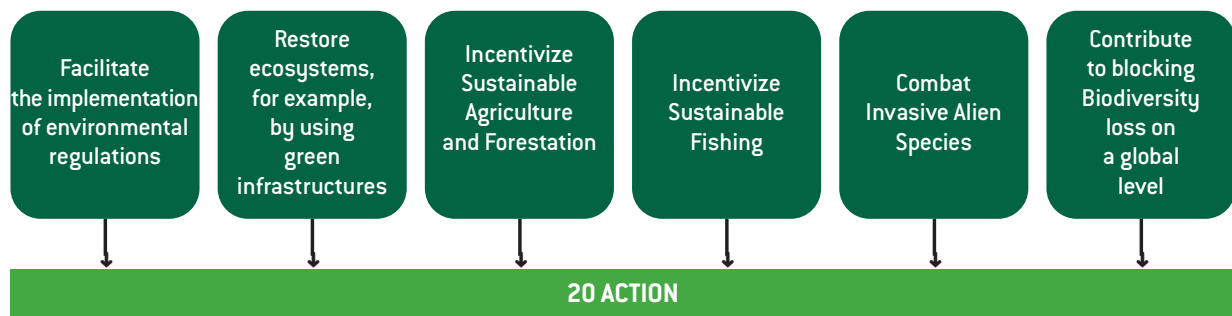 Facilitate
the implementation
of environmental
regulations
Restore
ecosystems,
for example,
by using
green
infrastructures
Incentivize
Sustainable
Agriculture
and Forestation
Incentivize
Sustainable
Fishing
Combat
Invasive Alien
Species
Contribute
to blocking
Biodiversity
loss on
a global
level
20 ACTION